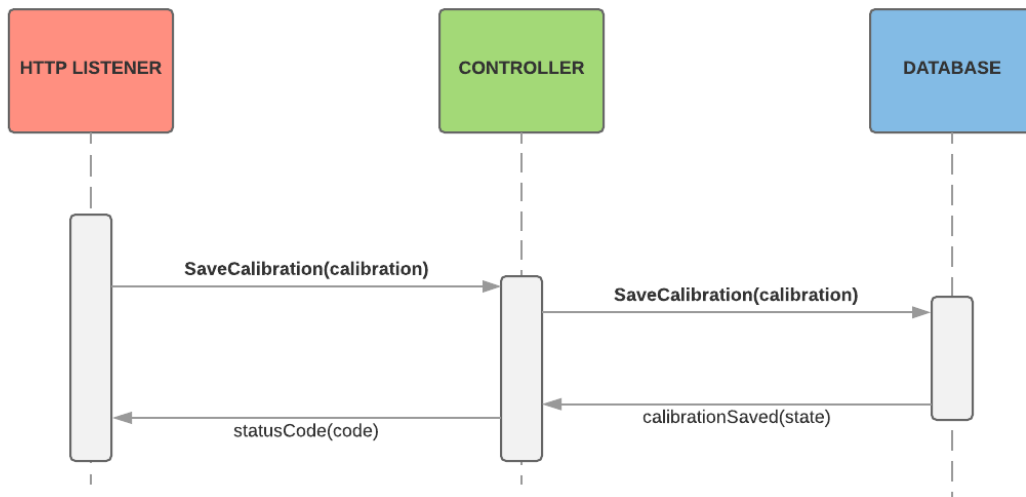 HTTP LISTENER
CONTROLLER
DATABASE
SaveCalibration(calibration)
SaveCalibration(calibration)
calibrationSaved(state)
statusCode(code)